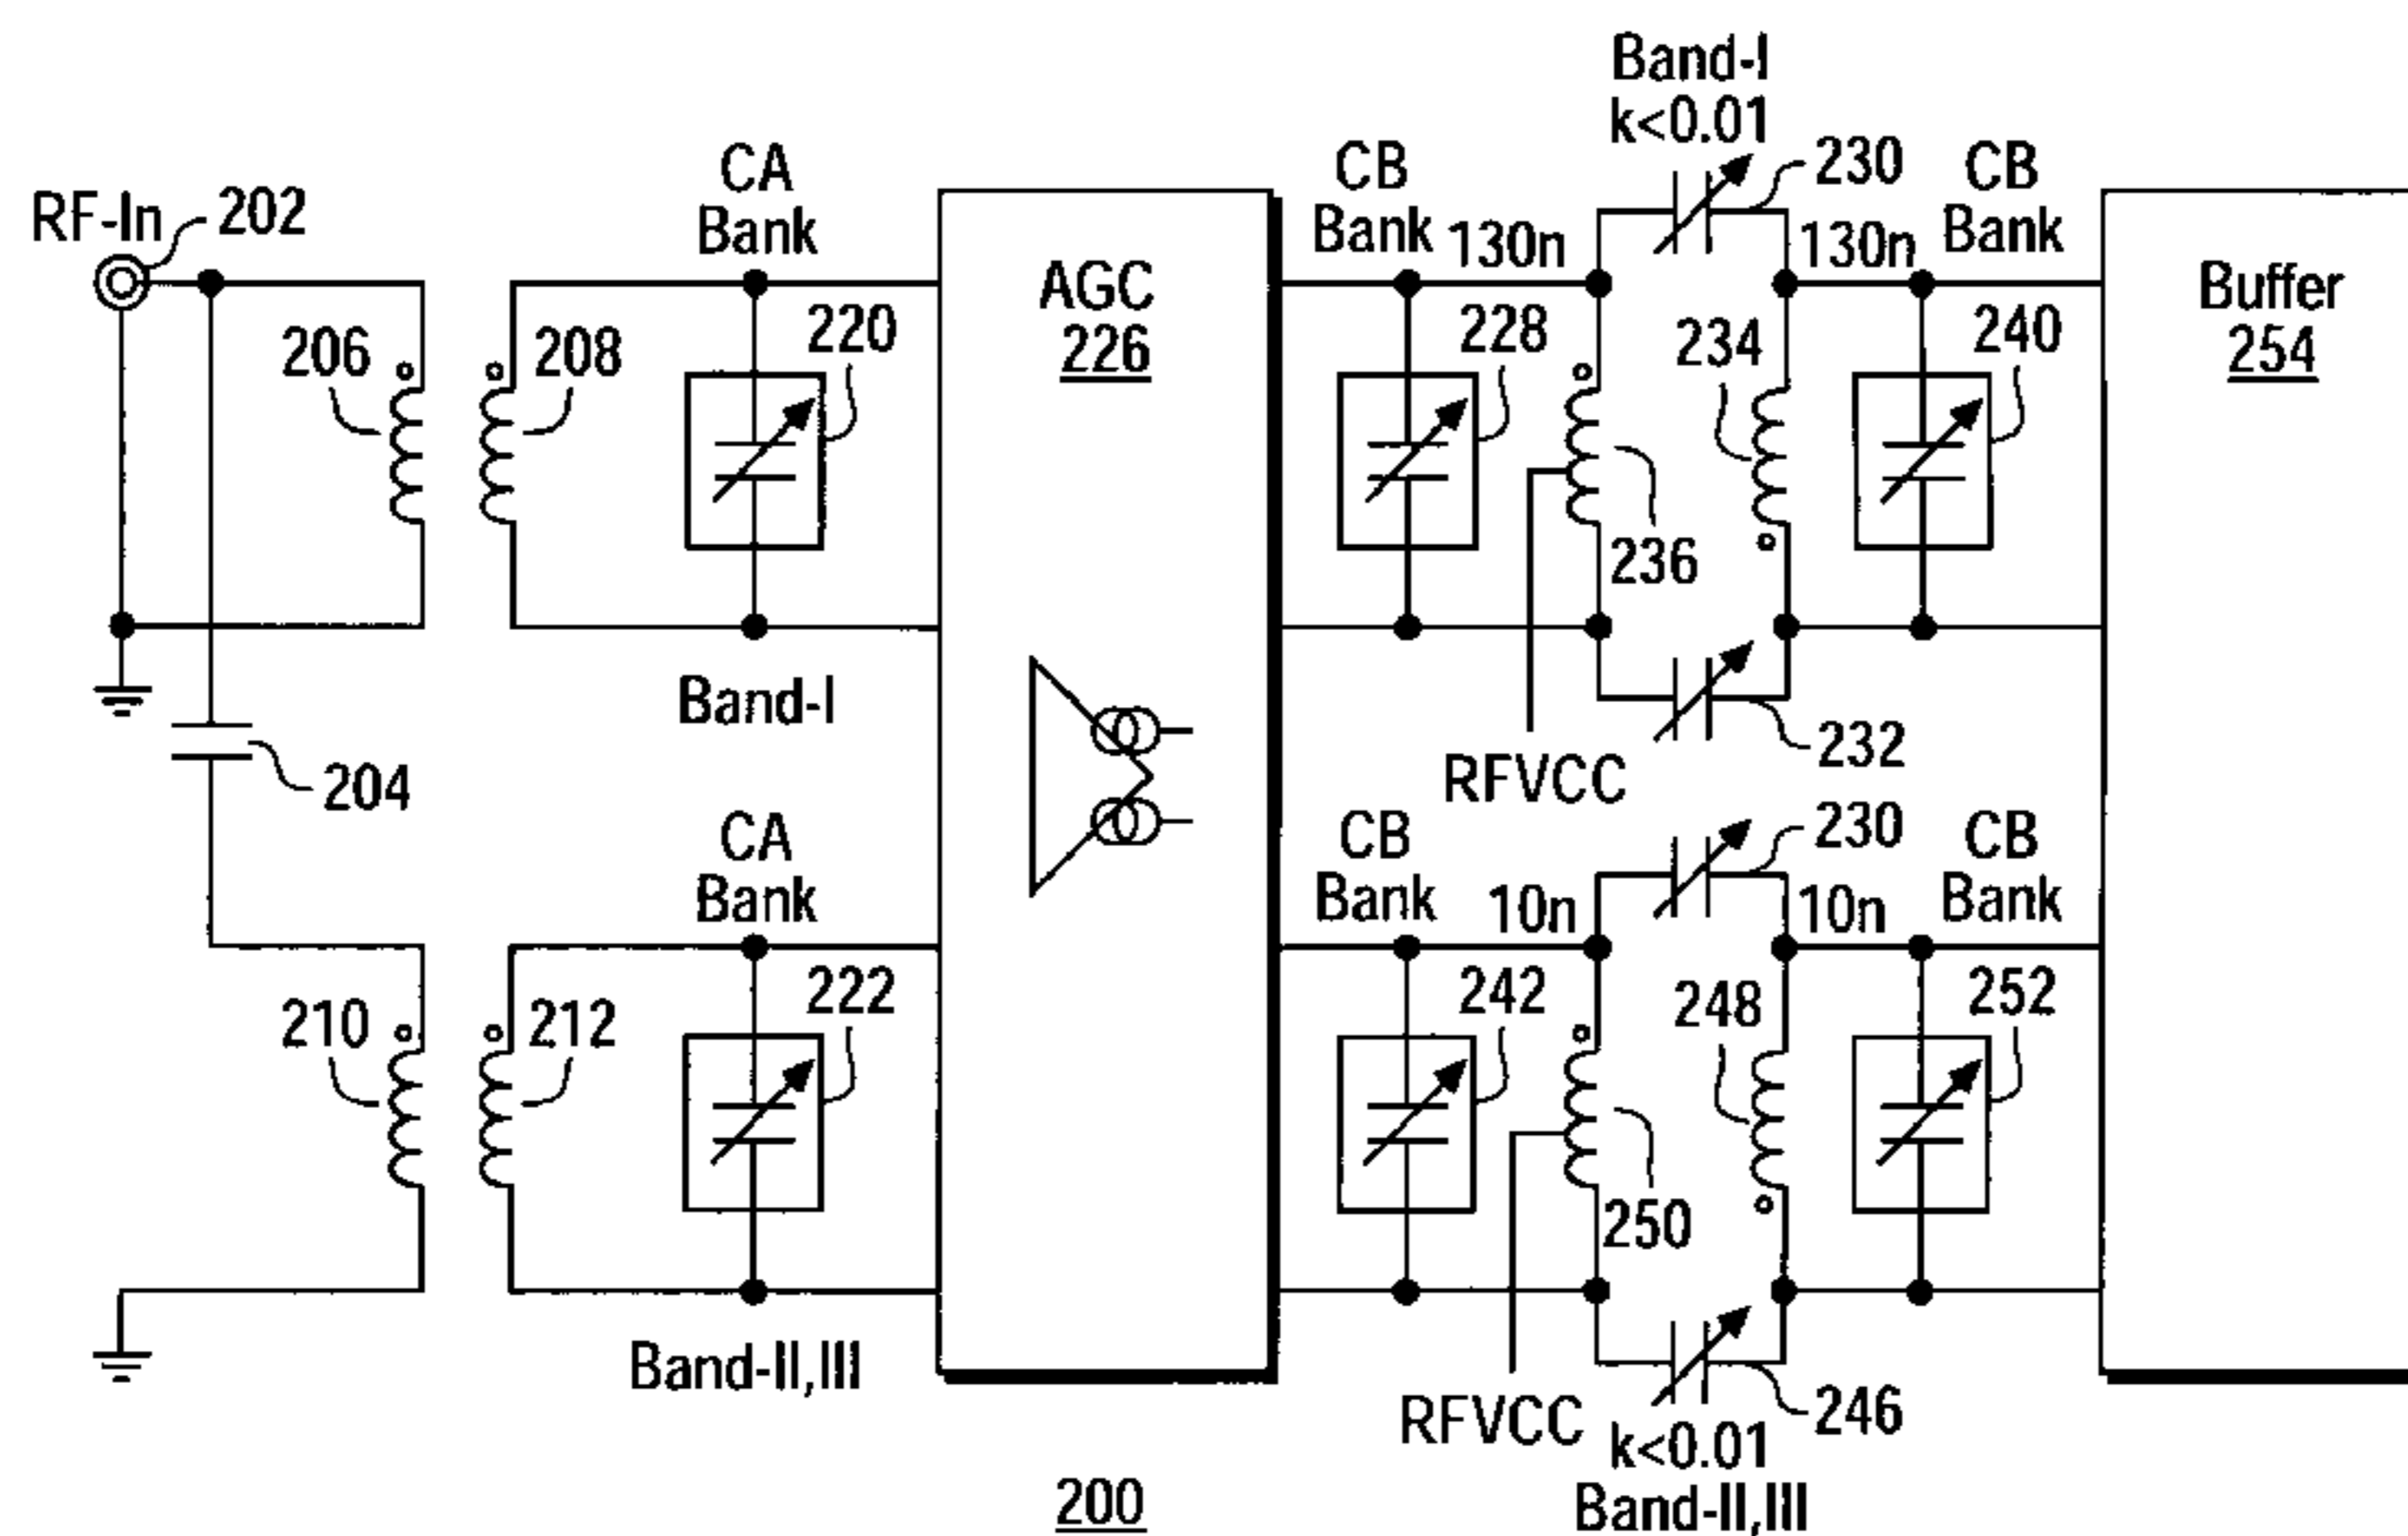 Band-I
k<0.01
CA
Bank
CB
Bank
130n
230
130n
CB
Bank
RF-In
202
206
208
220
AGC
226
228
234
240
Buffer
254
236
Band-I
204
RFVCC
232
CA
Bank
CB
Bank
10n
230
10n
CB
Bank
210
212
222
242
248
252
250
Band-II,III
RFVCC
k<0.01
246
Band-II,III
200